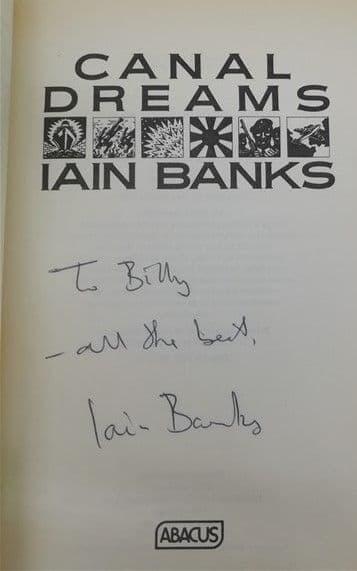 CANAL
DREAMS
IAIN BANKS
To Billy
- all the best,
Iain Banks
ABACUS